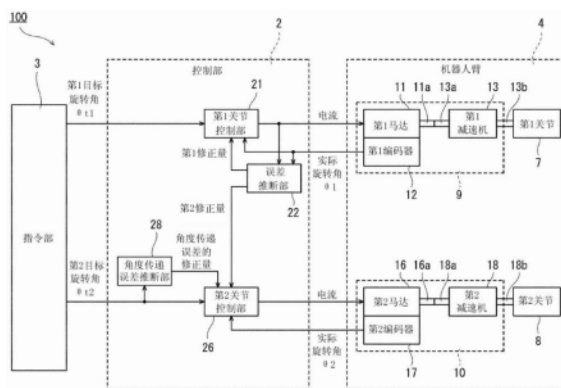 100
2
4
3
控制部
机器人臂
第1目标
旋转角
θt1
21
第1关节
控制部
电流
11
11a
13a
13
13b
第1马达
第1编码器
第1
减速机
第1关节
7
12
9
第1修正量
误差
推断部
22
实际
旋转角
θ1
第2修正量
指令部
28
角度传递
误差推断部
角度传递
误差的
修正量
第2目标
旋转角
θt2
第2关节
控制部
26
电流
16
16a
18a
18
18b
第2马达
第2编码器
第2
减速机
第2关节
8
17
10
实际
旋转角
θ2